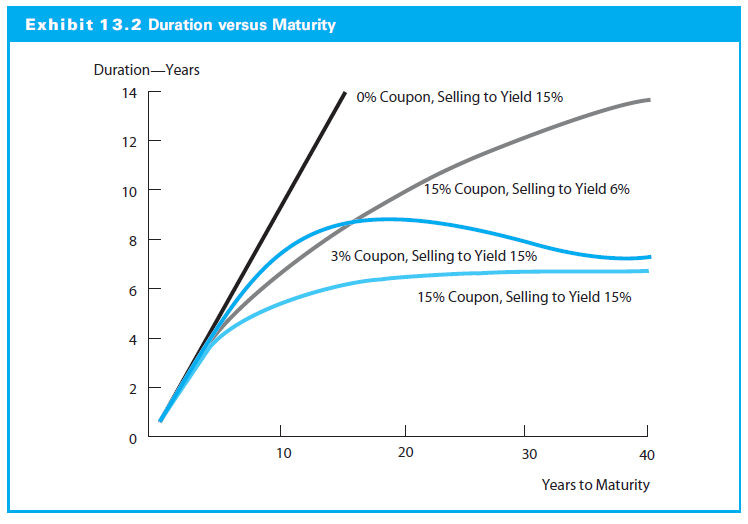 Exhibit 13.2 Duration versus Maturity
Duration—Years
14
0% Coupon, Selling to Yield 15%
12
10
15% Coupon, Selling to Yield 6%
8
3% Coupon, Selling to Yield 15%
6
15% Coupon, Selling to Yield 15%
4
2
0
10
20
30
40
Years to Maturity